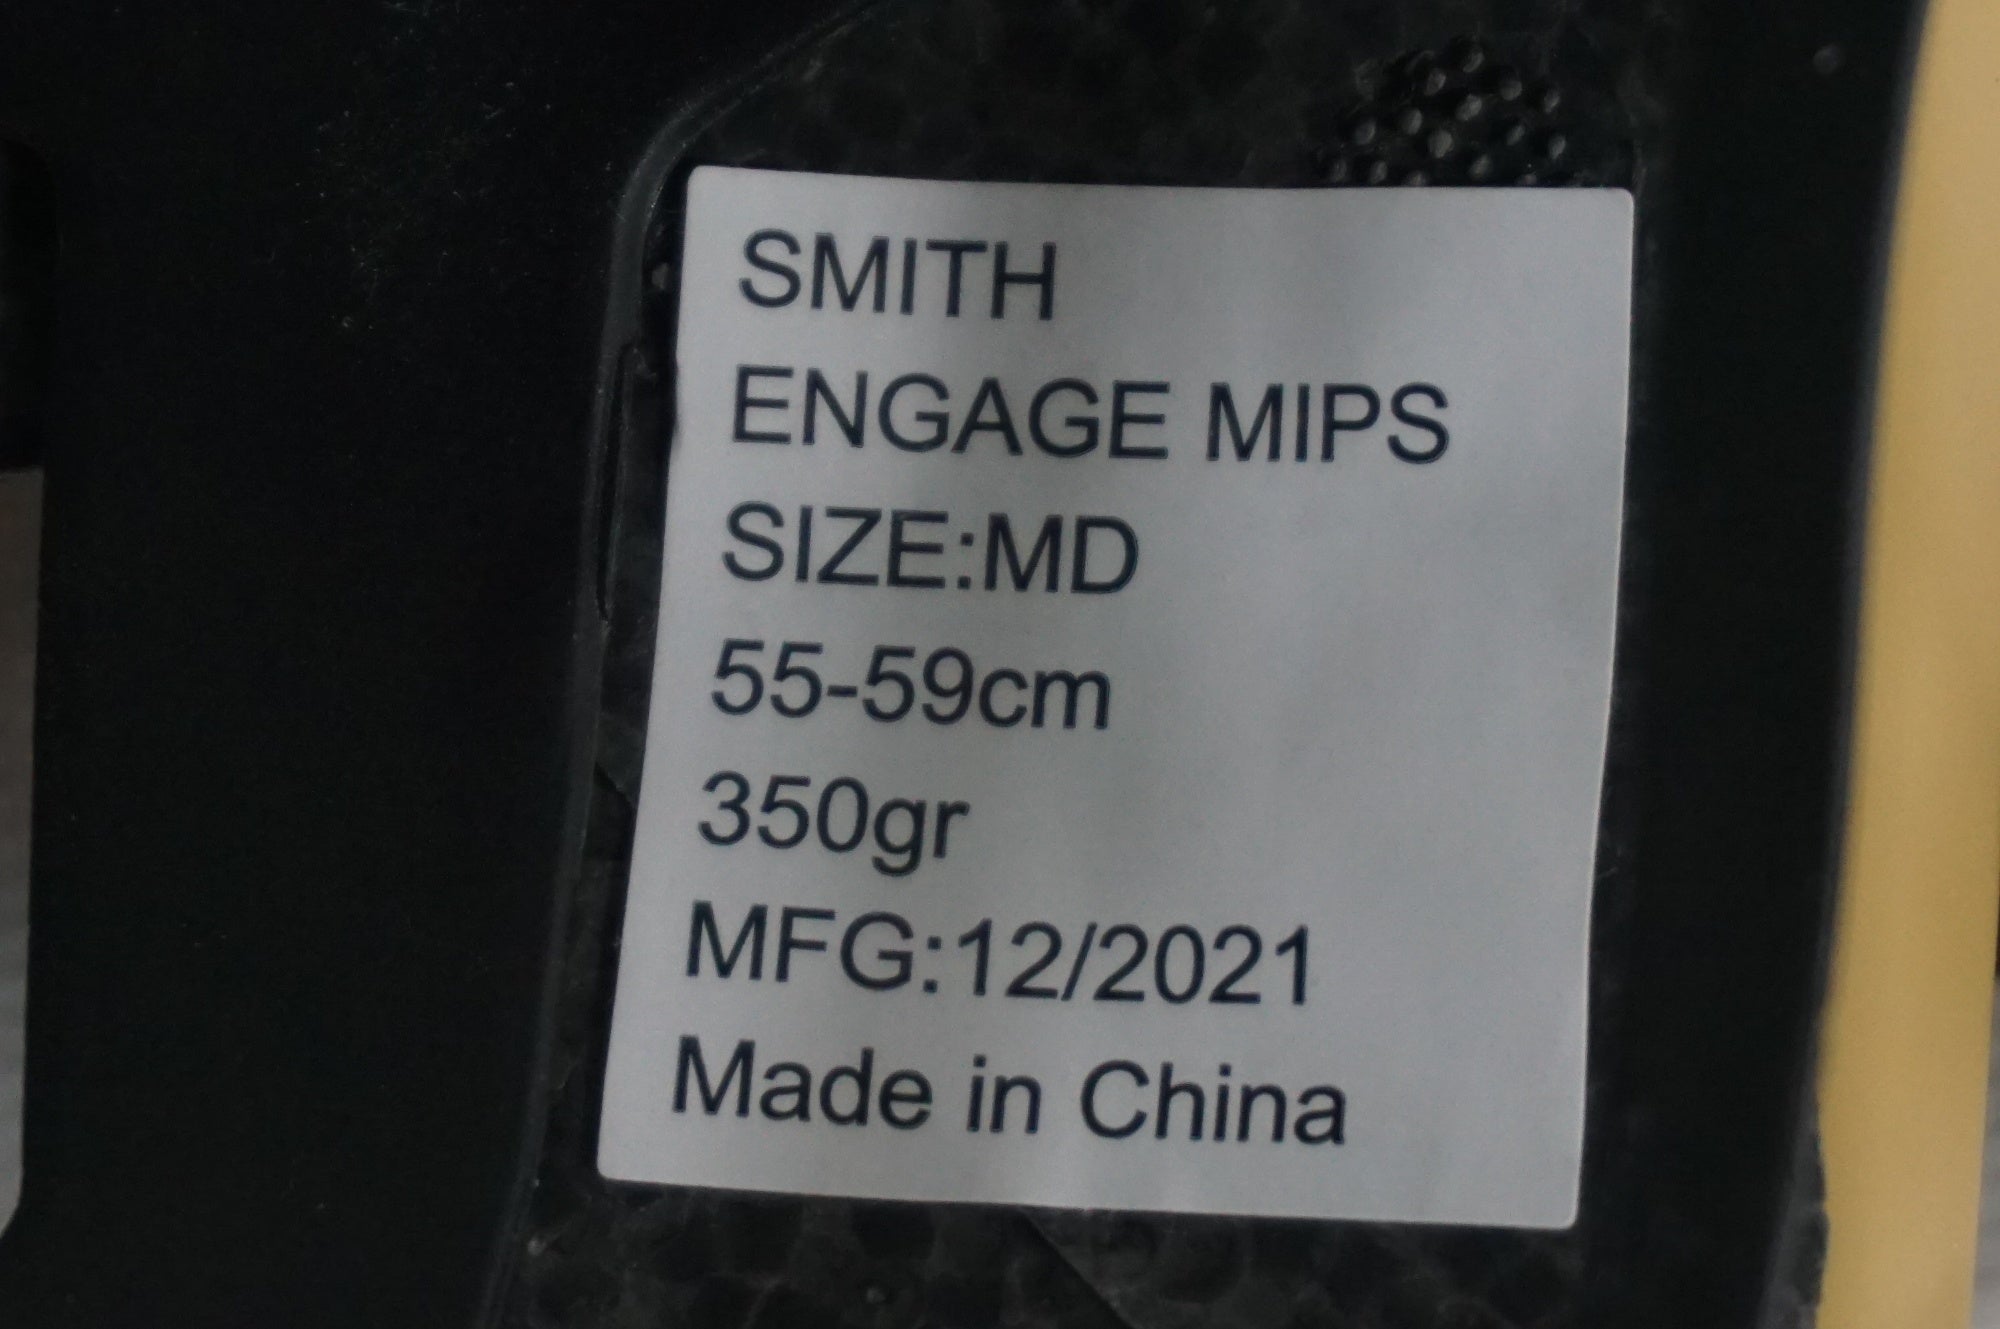 SMITH
ENGAGE MIPS
SIZE:MD
55-59cm
350gr
MFG:12/2021
Made in China